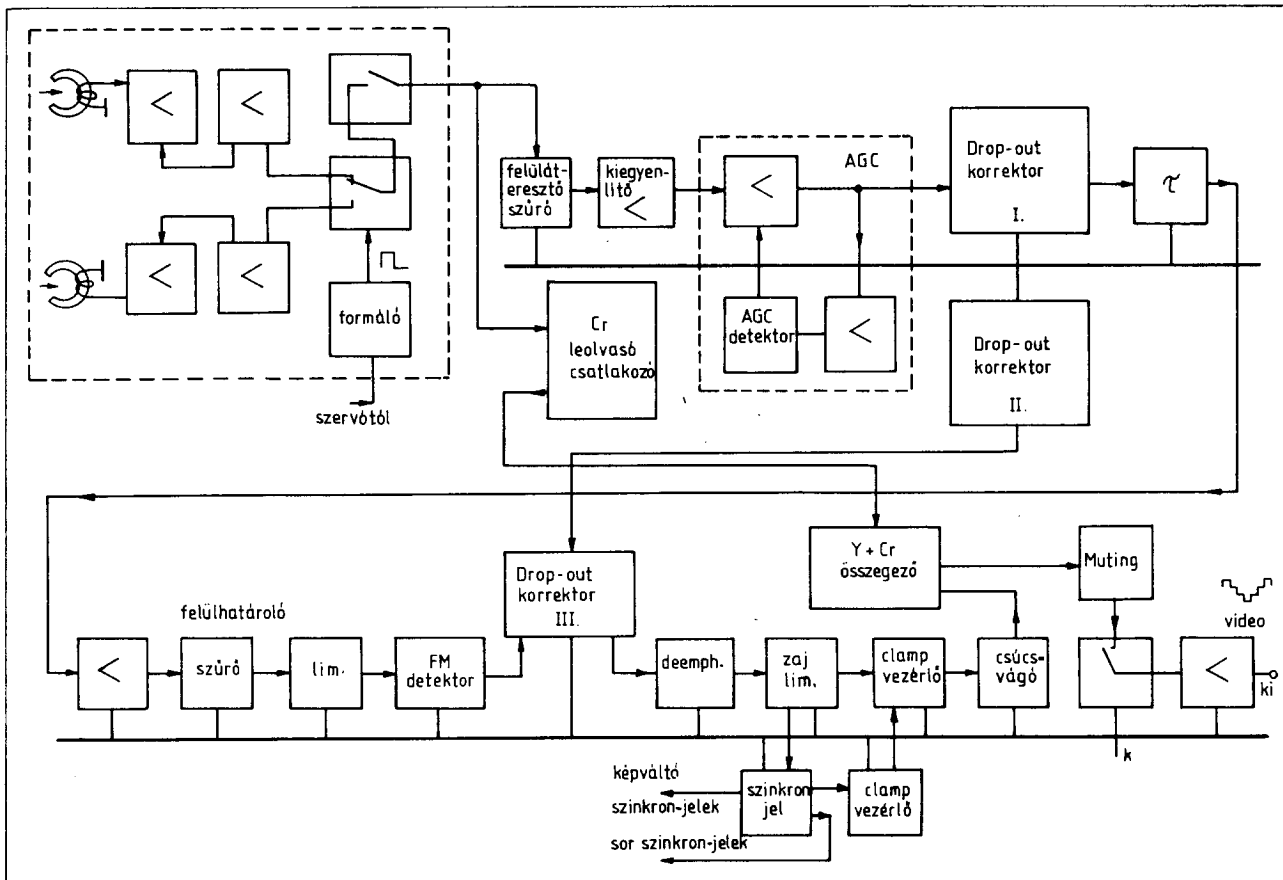 felülát-
eresztő
szűrő
kiegyen-
lítő
AGC
Drop-out
korrektor
I.
τ
formáló
szervótól
Cr
leolvasó
csatlakozó
AGC
detektor
Drop-out
korrektor
II.
Y + Cr
összegező
Muting
video
ki
Drop-out
korrektor
III.
felülhatároló
szűrő
lim.
FM
detektor
deemph.
zaj
lim.
clamp
vezérlő
csúcs-
vágó
k
képváltó
szinkron-jelek
sor szinkron-jelek
szinkron
jel
clamp
vezérlő